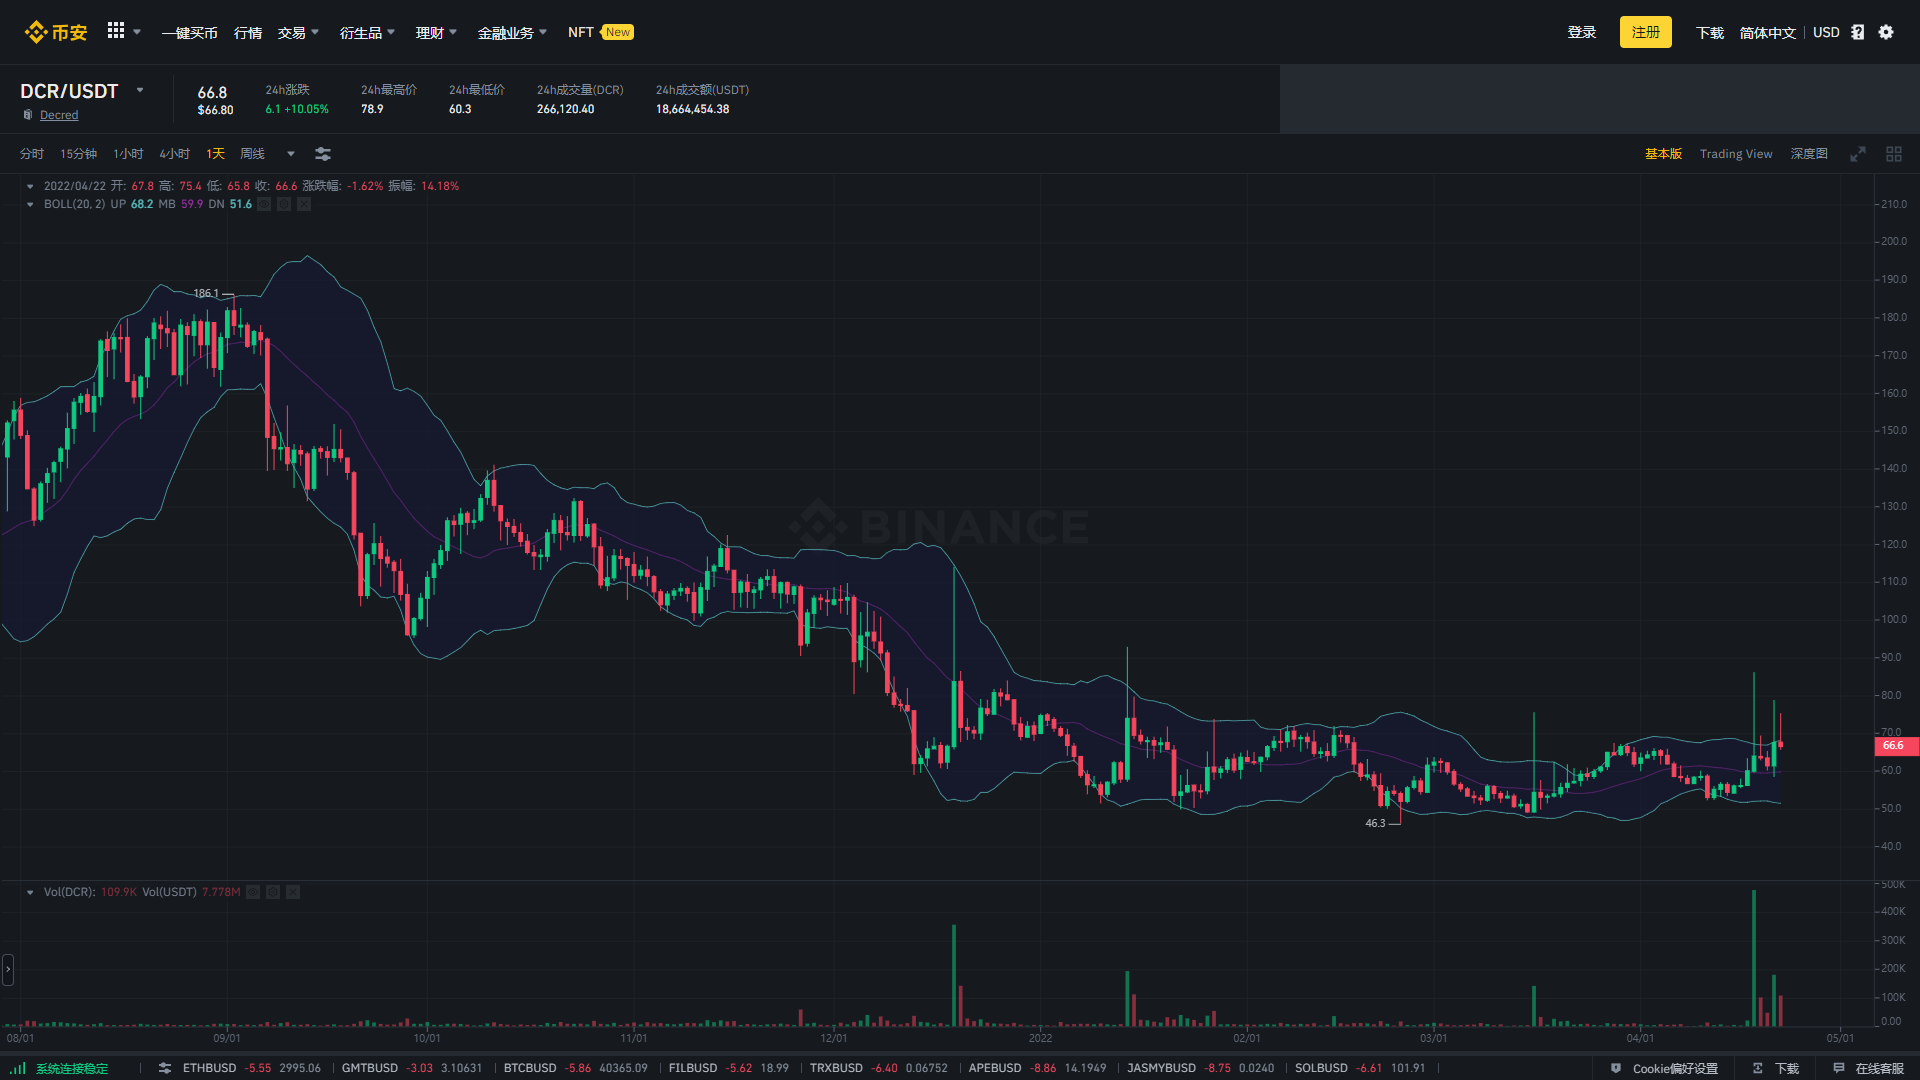 币安 一键买币 行情 交易 衍生品 理财 金融业务 NFT New 登录 注册 下载 简体中文 USD
DCR/USDT
Decred
66.8
$66.80
24h涨跌
6.1 +10.05%
24h最高价
78.9
24h最低价
60.3
24h成交量(DCR)
266,120.40
24h成交额(USDT)
18,664,454.38
分时 15分钟 1小时 4小时 1天 周线 基本版 Trading View 深度图
2022/04/22 开: 67.8 高: 75.4 低: 65.8 收: 66.6 涨跌幅: -1.62% 振幅: 14.18%
BOLL(20, 2) UP 68.2 MB 59.9 DN 51.6
210.0
200.0
190.0
186.1
180.0
170.0
160.0
150.0
140.0
130.0
BINANCE
120.0
110.0
100.0
90.0
80.0
70.0
66.6
60.0
50.0
46.3
40.0
Vol(DCR): 109.9K Vol(USDT) 7.778M
500K
400K
300K
200K
100K
0.00
08/01 09/01 10/01 11/01 12/01 2022 02/01 03/01 04/01 05/01
系统连接稳定 ETHBUSD -5.55 2995.06 GMTBUSD -3.03 3.10631 BTCBUSD -5.86 40365.09 FILBUSD -5.62 18.99 TRXBUSD -6.40 0.06752 APEBUSD -8.86 14.1949 JASMYBUSD -8.75 0.0240 SOLBUSD -6.61 101.91 Cookie偏好设置 下载 在线客服